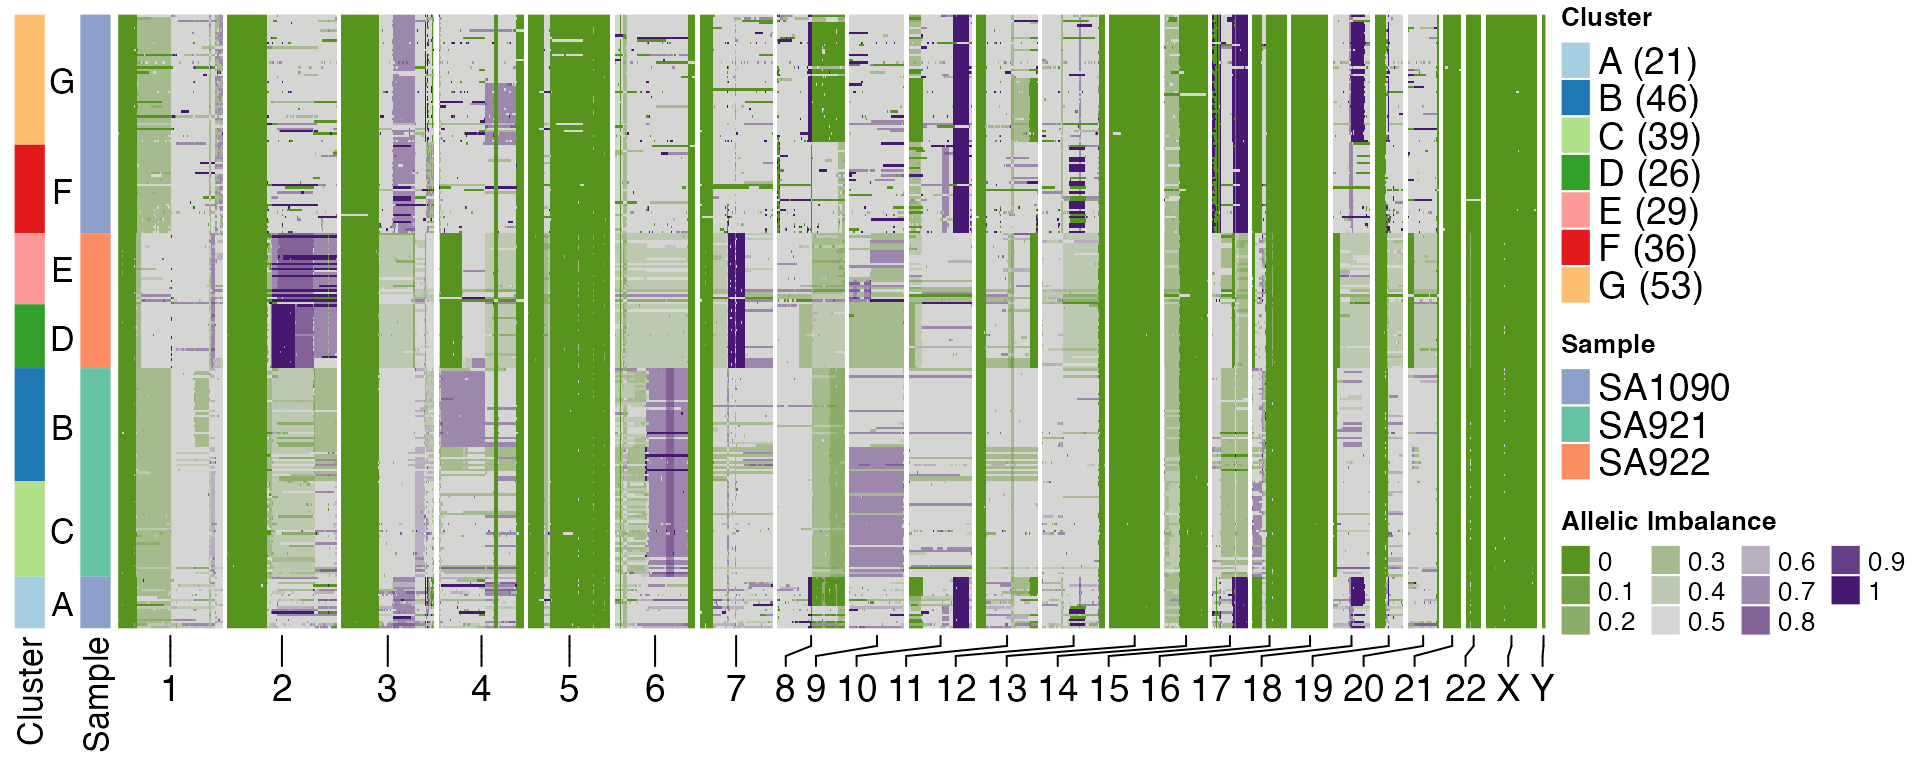 G
F
E
D
B
C
A
Cluster
Sample
1 2 3 4 5 6 7 8 9 10 11 12 13 14 15 16 17 18 19 20 21 22 X Y
Cluster
A (21)
B (46)
C (39)
D (26)
E (29)
F (36)
G (53)
Sample
SA1090
SA921
SA922
Allelic Imbalance
0 0.3 0.6 0.9
0.1 0.4 0.7 1
0.2 0.5 0.8